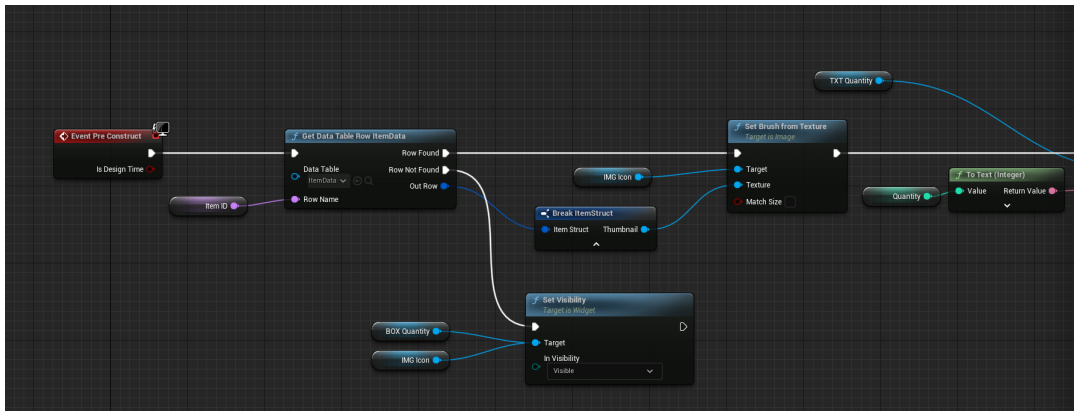 TXT Quantity
Set Brush from Texture
Target is Image
Event Pre Construct
Get Data Table Row ItemData
Row Found
Is Design Time
Data Table
Row Not Found
ItemData
Target
IMG Icon
To Text (Integer)
Out Row
Texture
Value
Return Value
Quantity
Item ID
Row Name
Match Size
Break ItemStruct
Item Struct
Thumbnail
Set Visibility
Target is Widget
BOX Quantity
Target
IMG Icon
In Visibility
Visible